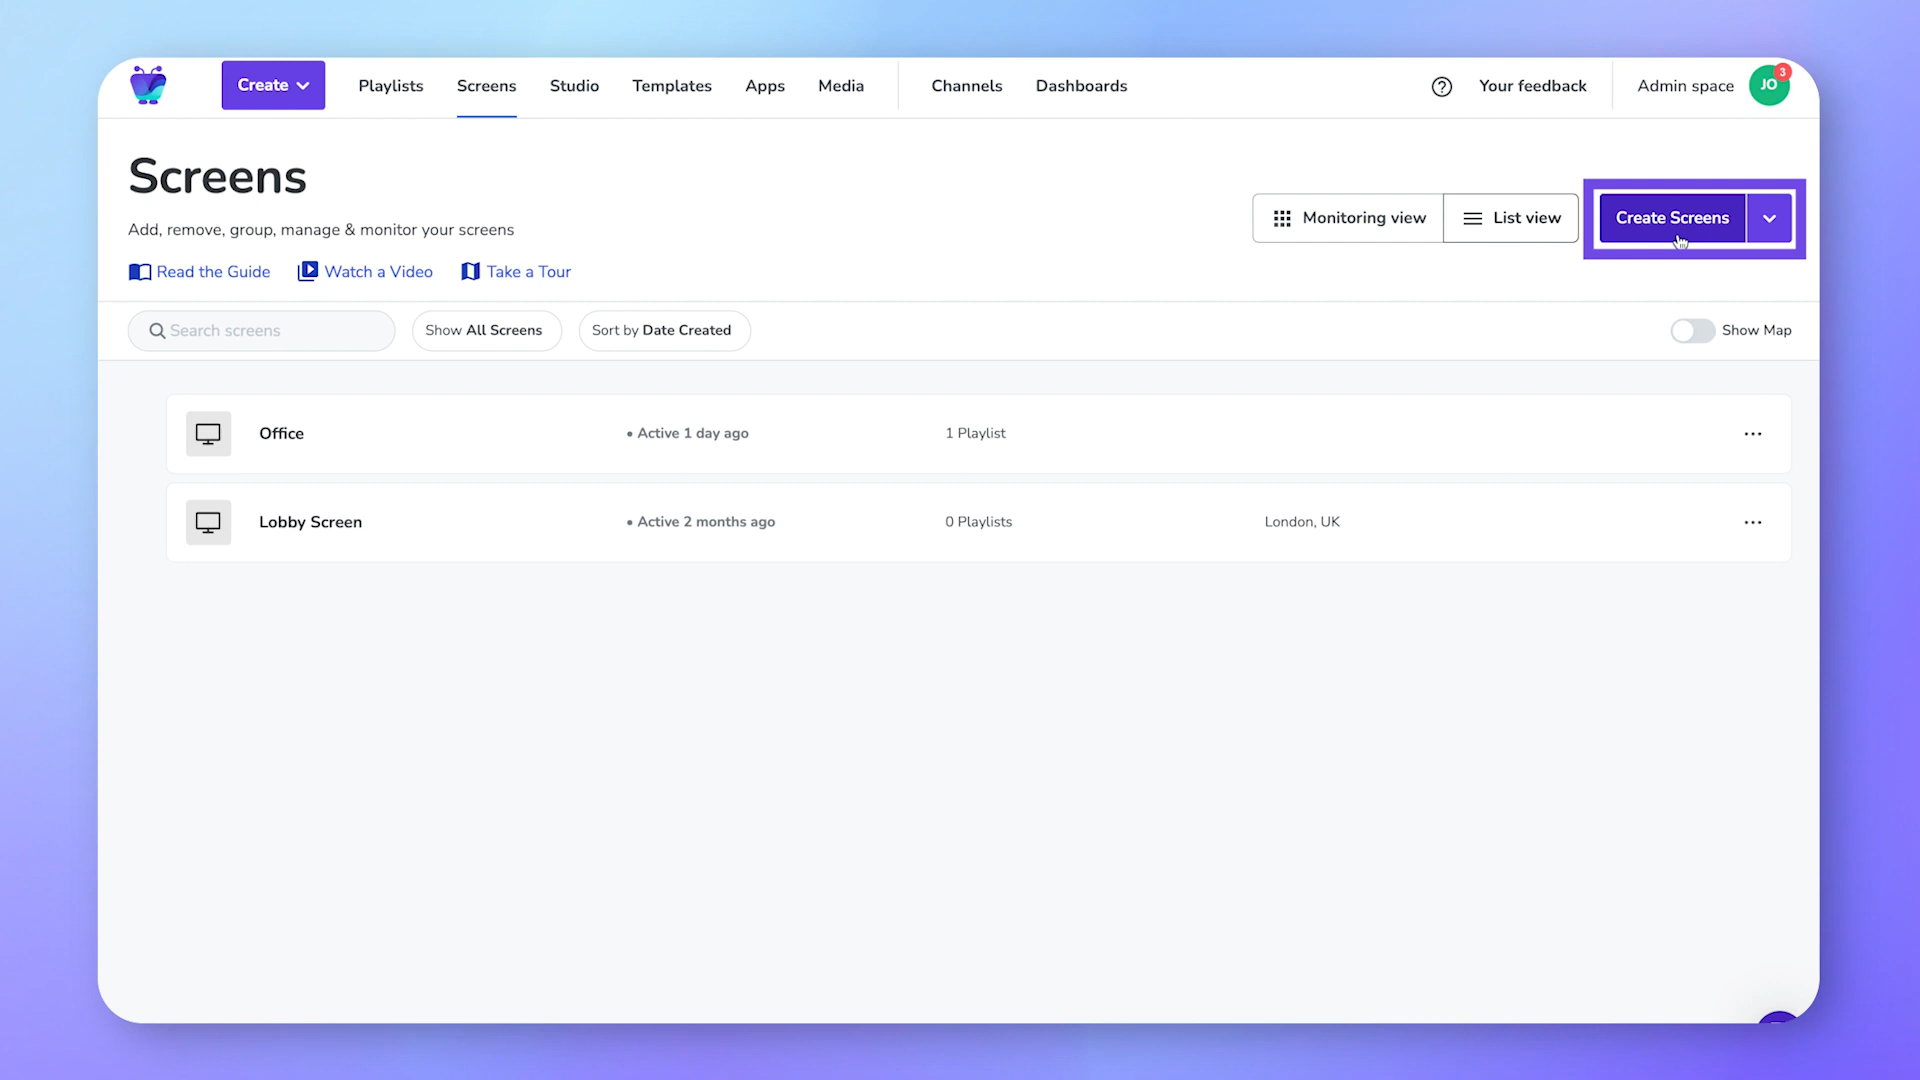 Create
Playlists
Screens
Studio
Templates
Apps
Media
Channels
Dashboards
Your feedback
Admin space
JO
3
Screens
Add, remove, group, manage & monitor your screens
Read the Guide
Watch a Video
Take a Tour
Monitoring view
List view
Create Screens
Search screens
Show All Screens
Sort by Date Created
Show Map
Office
• Active 1 day ago
1 Playlist
Lobby Screen
• Active 2 months ago
0 Playlists
London, UK